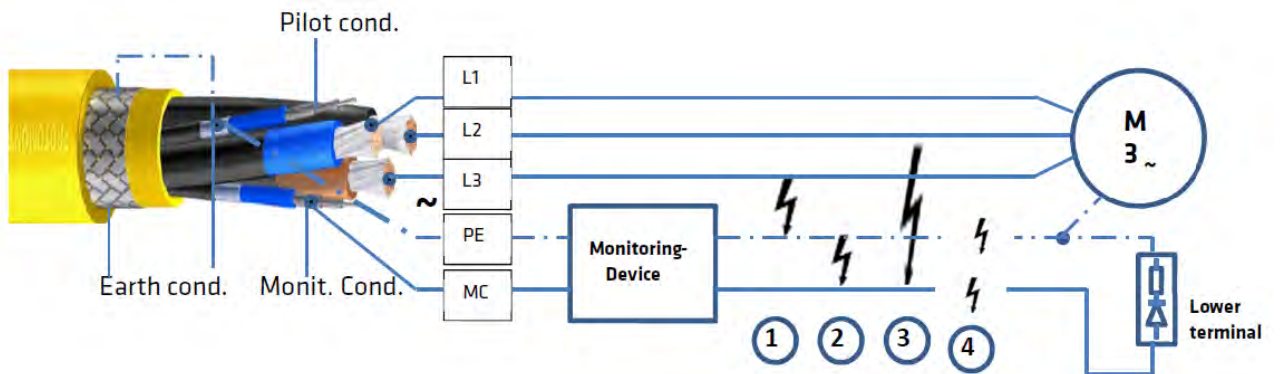 Pilot cond.
L1
L2
L3
~
PE
MC
Earth cond.
Monit. Cond.
Monitoring-
Device
M
3 ~
1
2
3
4
Lower
terminal